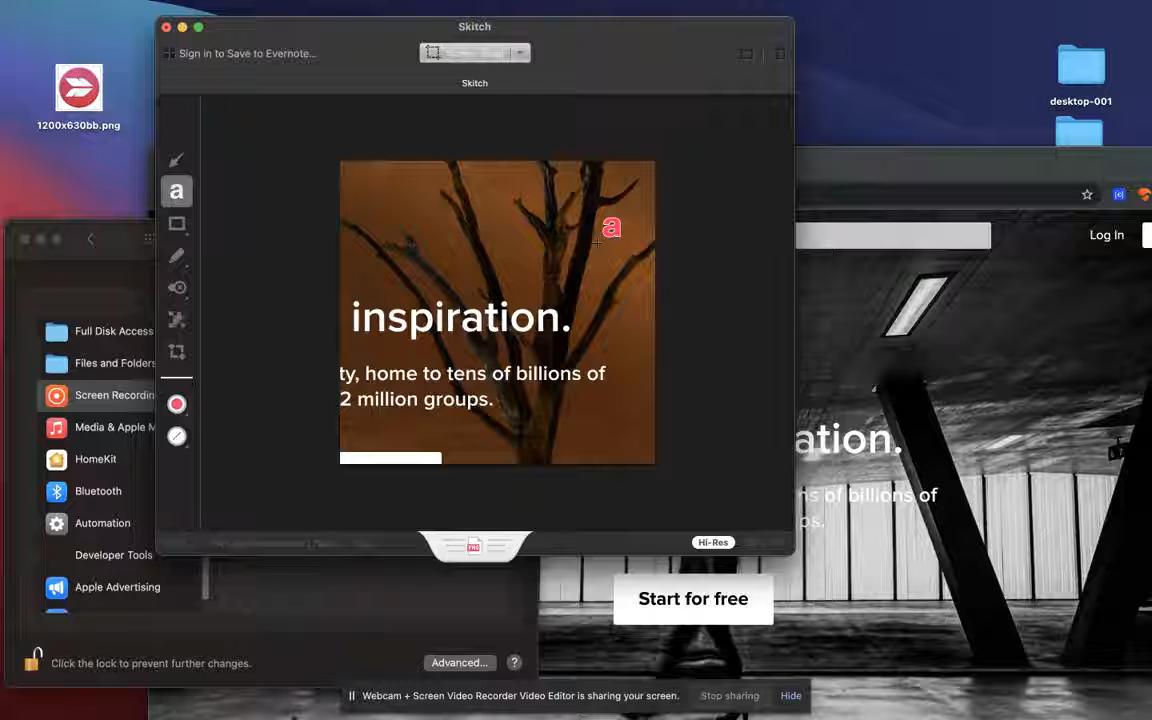 Skitch
Sign in to Save to Evernote...
Skitch
1200x630bb.png
desktop-001
a
a
inspiration.
ty, home to tens of billions of
2 million groups.
Log In
ation.
ns of billions of
ps.
Full Disk Access
Files and Folders
Screen Recordin
Media & Apple M
HomeKit
Bluetooth
Automation
Developer Tools
Apple Advertising
PNG
Hi-Res
Start for free
Click the lock to prevent further changes.
Advanced...
?
Webcam + Screen Video Recorder Video Editor is sharing your screen.
Stop sharing
Hide